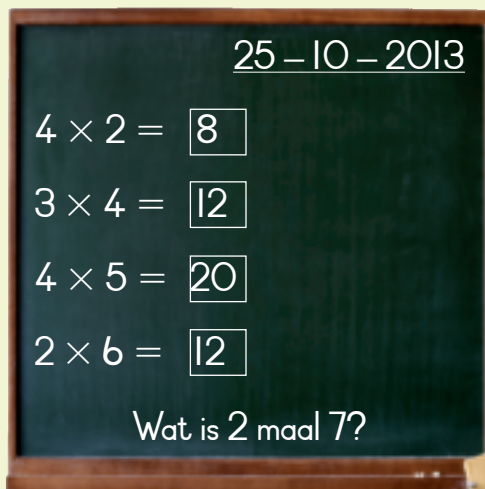 25 – 10 – 2013
4 × 2 = 8
3 × 4 = 12
4 × 5 = 20
2 × 6 = 12
Wat is 2 maal 7?